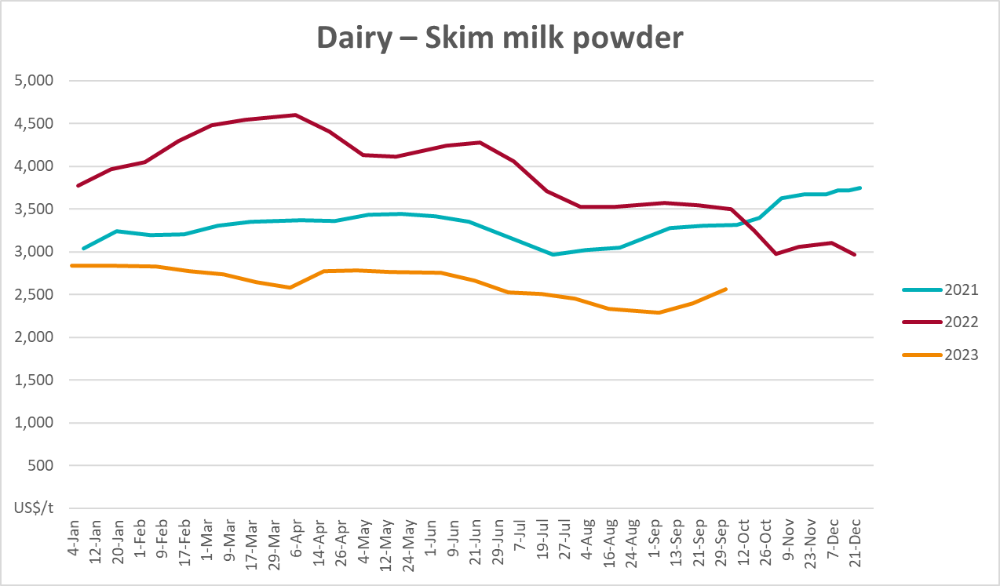 Dairy – Skim milk powder
5,000
4,500
4,000
3,500
3,000
2,500
2,000
1,500
1,000
500
US$/t
4-Jan
12-Jan
20-Jan
1-Feb
9-Feb
17-Feb
1-Mar
9-Mar
17-Mar
29-Mar
6-Apr
14-Apr
26-Apr
4-May
12-May
24-May
1-Jun
9-Jun
21-Jun
29-Jun
7-Jul
19-Jul
27-Jul
4-Aug
16-Aug
24-Aug
1-Sep
13-Sep
21-Sep
29-Sep
12-Oct
26-Oct
9-Nov
23-Nov
7-Dec
21-Dec
2021
2022
2023